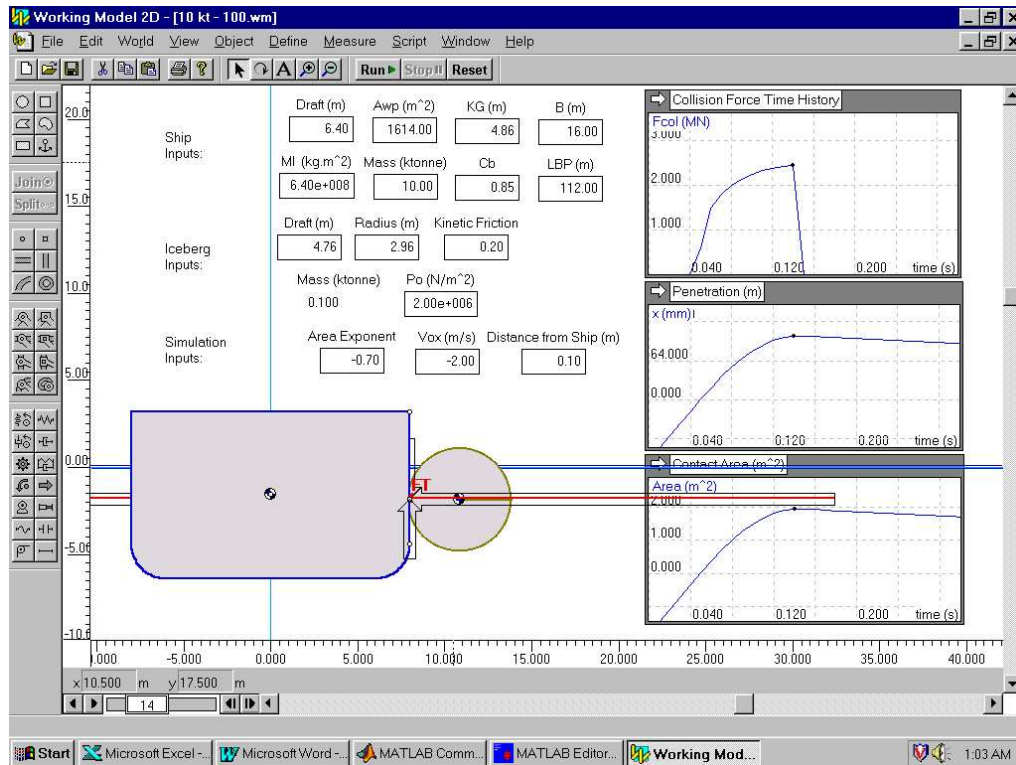 Working Model 2D - [10 kt - 100.wm]
File Edit World View Object Define Measure Script Window Help
Run Stop Reset
Join
Split
Draft (m) Awp (m^2) KG (m) B (m)
Ship Inputs: 6.40 1614.00 4.86 16.00
MI (kg.m^2) Mass (ktonne) Cb LBP (m)
6.40e+008 10.00 0.85 112.00
Draft (m) Radius (m) Kinetic Friction
Iceberg Inputs: 4.76 2.96 0.20
Mass (ktonne) Po (N/m^2)
0.100 2.00e+006
Simulation Inputs: Area Exponent Vox (m/s) Distance from Ship (m)
-0.70 -2.00 0.10
Collision Force Time History
Fcol (MN)
3.000
2.000
1.000
0.040 0.120 0.200 time (s)
Penetration (m)
x (mm)
64.000
0.000
0.040 0.120 0.200 time (s)
Contact Area (m^2)
Area (m^2)
2.000
1.000
0.000
0.040 0.120 0.200 time (s)
20.0
15.0
10.0
5.00
0.00
-5.00
-10.0
.000 -5.000 0.000 5.000 10.000 15.000 20.000 25.000 30.000 35.000 40.000
x 10.500 m y 17.500 m
14
Start Microsoft Excel -... Microsoft Word -... MATLAB Comm... MATLAB Editor... Working Mod... 1:03 AM